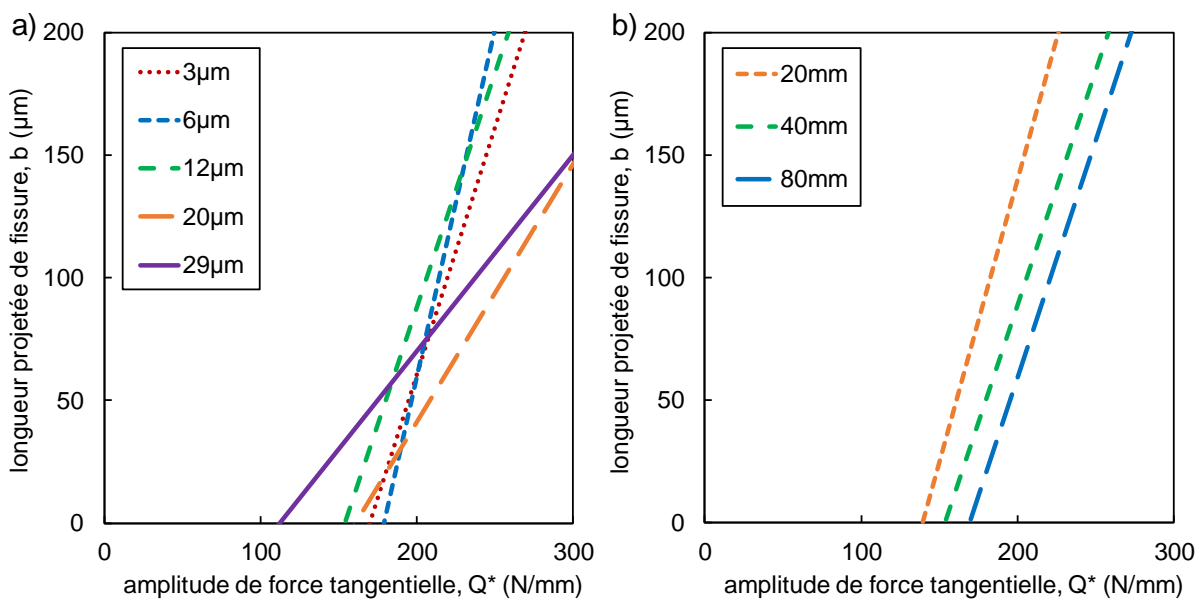 a)
200
150
100
50
0
longueur projetée de fissure, b (µm)
3µm
6µm
12µm
20µm
29µm
0 100 200 300
amplitude de force tangentielle, Q* (N/mm)
b)
200
150
100
50
0
longueur projetée de fissure, b (µm)
20mm
40mm
80mm
0 100 200 300
amplitude de force tangentielle, Q* (N/mm)